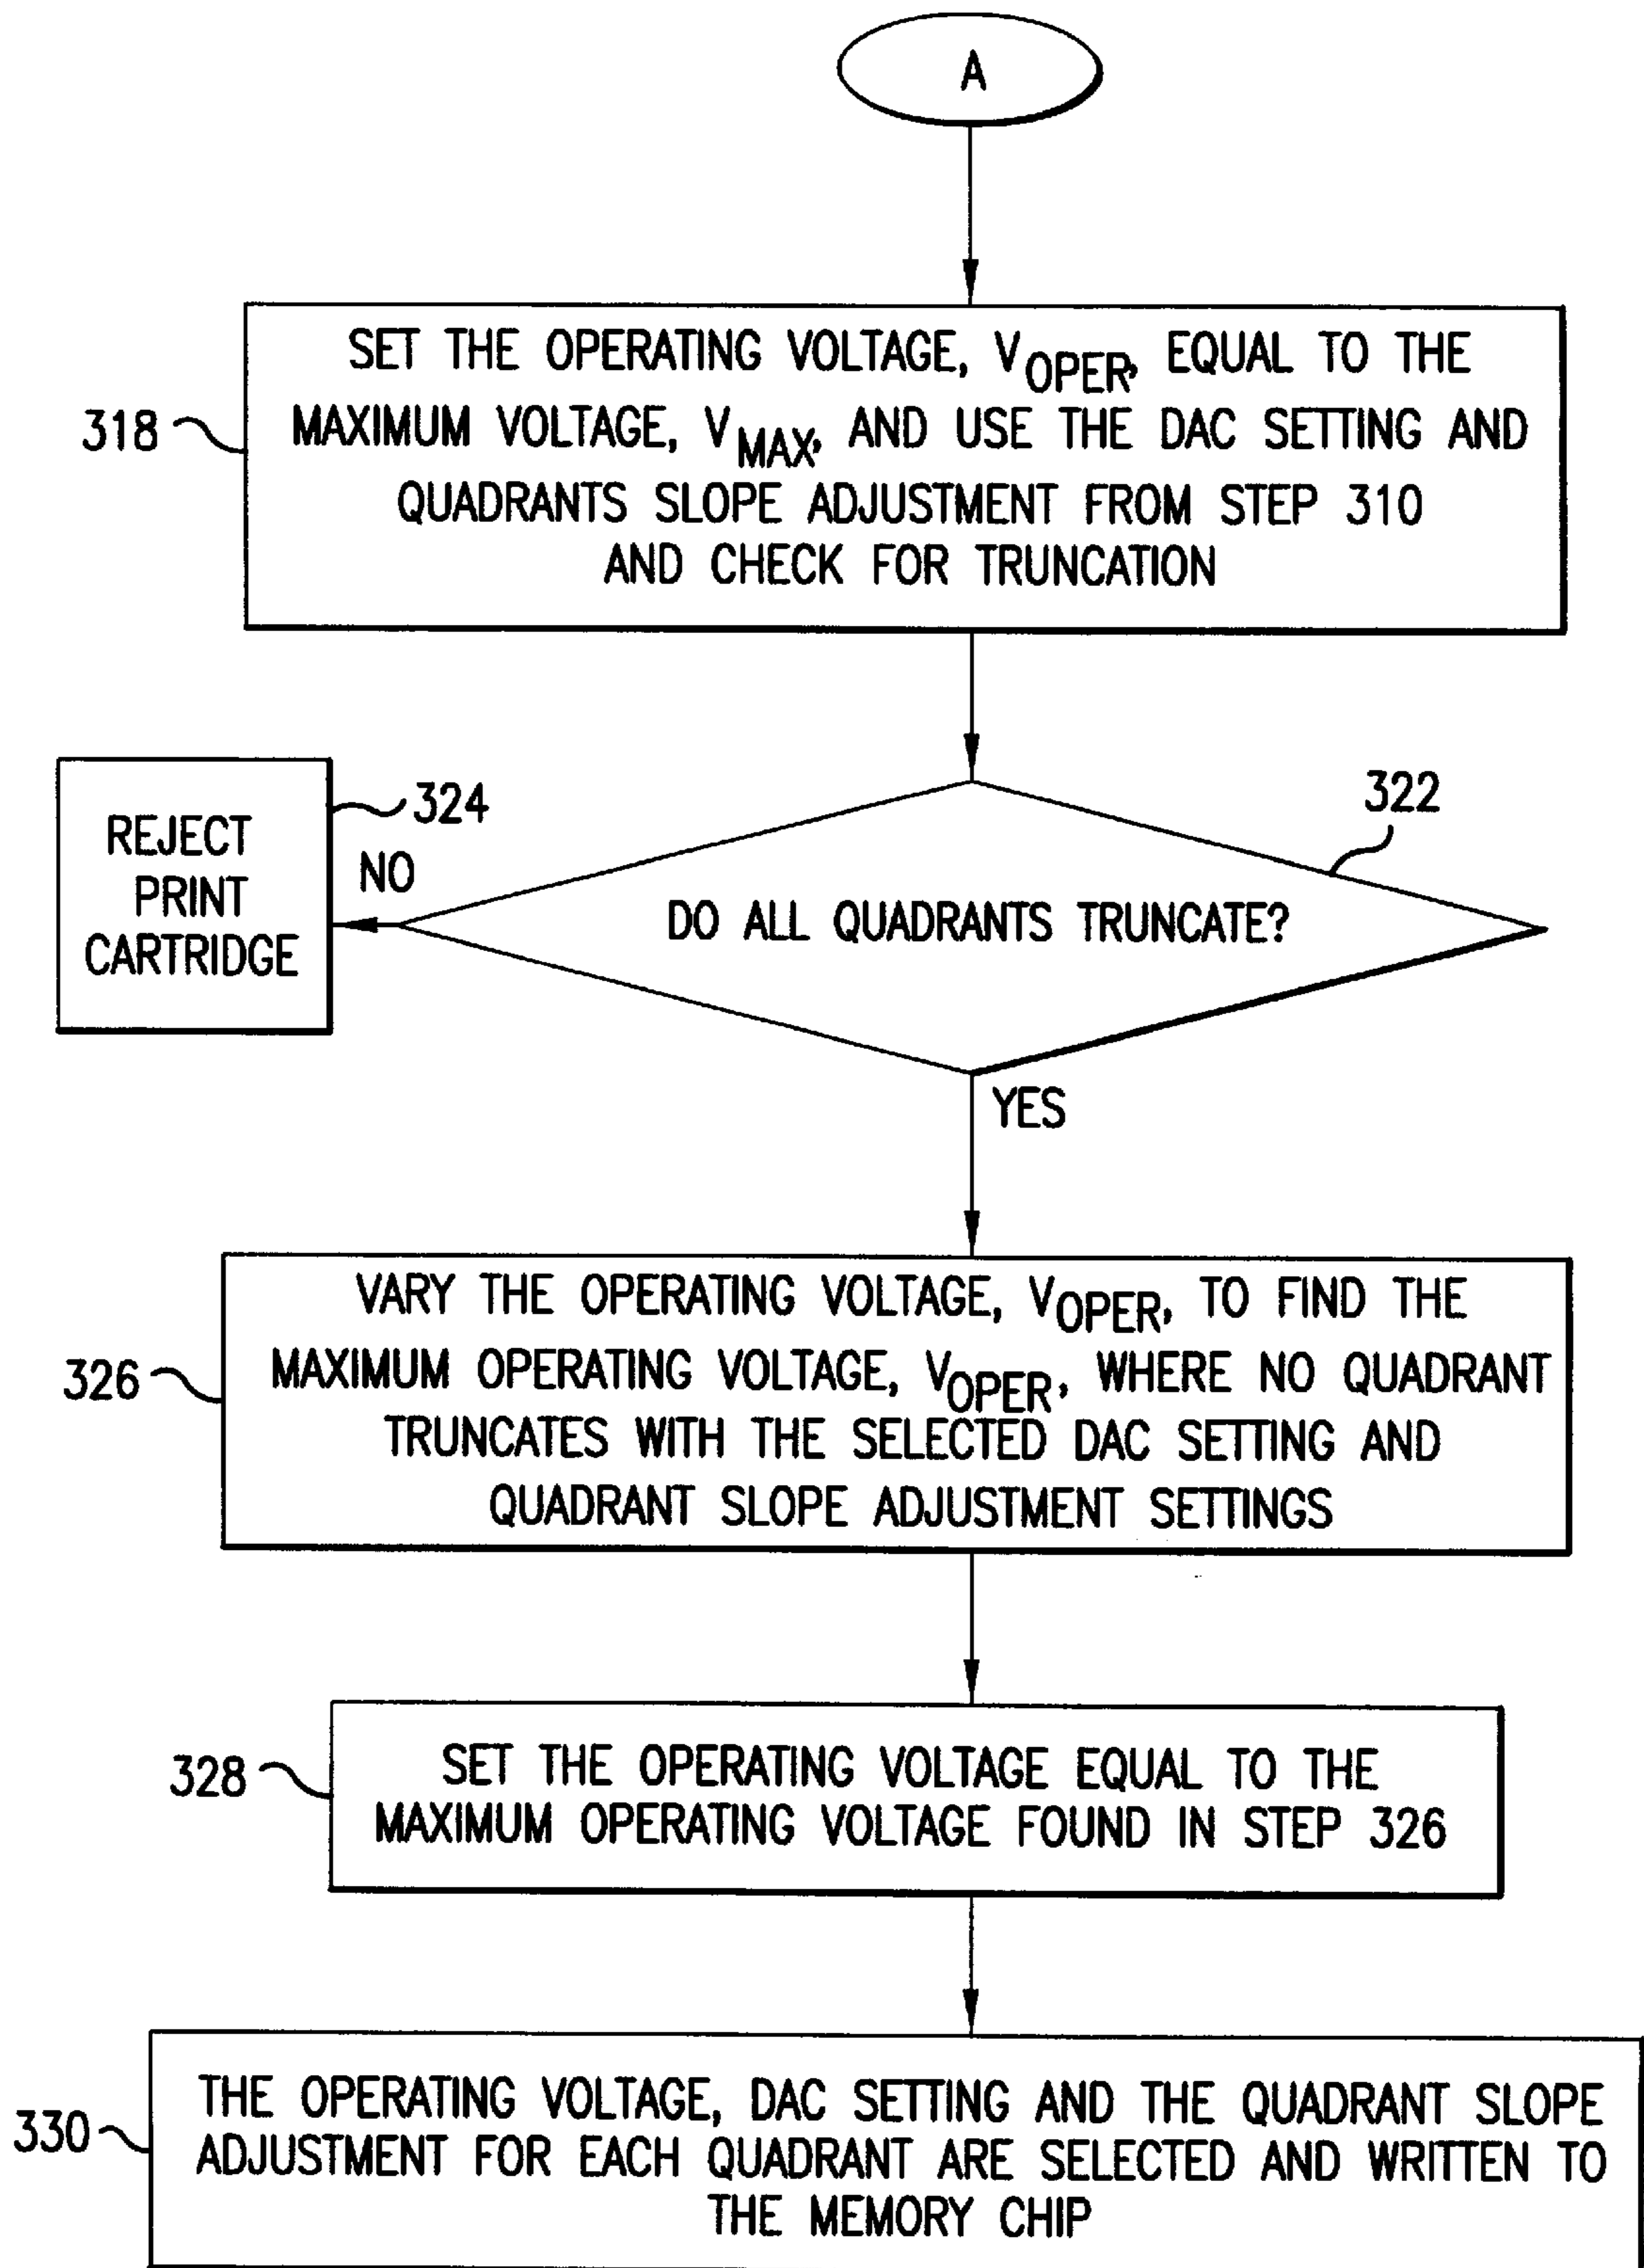 A
318
SET THE OPERATING VOLTAGE, VOPER, EQUAL TO THE
MAXIMUM VOLTAGE, VMAX, AND USE THE DAC SETTING AND
QUADRANTS SLOPE ADJUSTMENT FROM STEP 310
AND CHECK FOR TRUNCATION
324
REJECT
PRINT
CARTRIDGE
NO
322
DO ALL QUADRANTS TRUNCATE?
YES
326
VARY THE OPERATING VOLTAGE, VOPER, TO FIND THE
MAXIMUM OPERATING VOLTAGE, VOPER, WHERE NO QUADRANT
TRUNCATES WITH THE SELECTED DAC SETTING AND
QUADRANT SLOPE ADJUSTMENT SETTINGS
328
SET THE OPERATING VOLTAGE EQUAL TO THE
MAXIMUM OPERATING VOLTAGE FOUND IN STEP 326
330
THE OPERATING VOLTAGE, DAC SETTING AND THE QUADRANT SLOPE
ADJUSTMENT FOR EACH QUADRANT ARE SELECTED AND WRITTEN TO
THE MEMORY CHIP